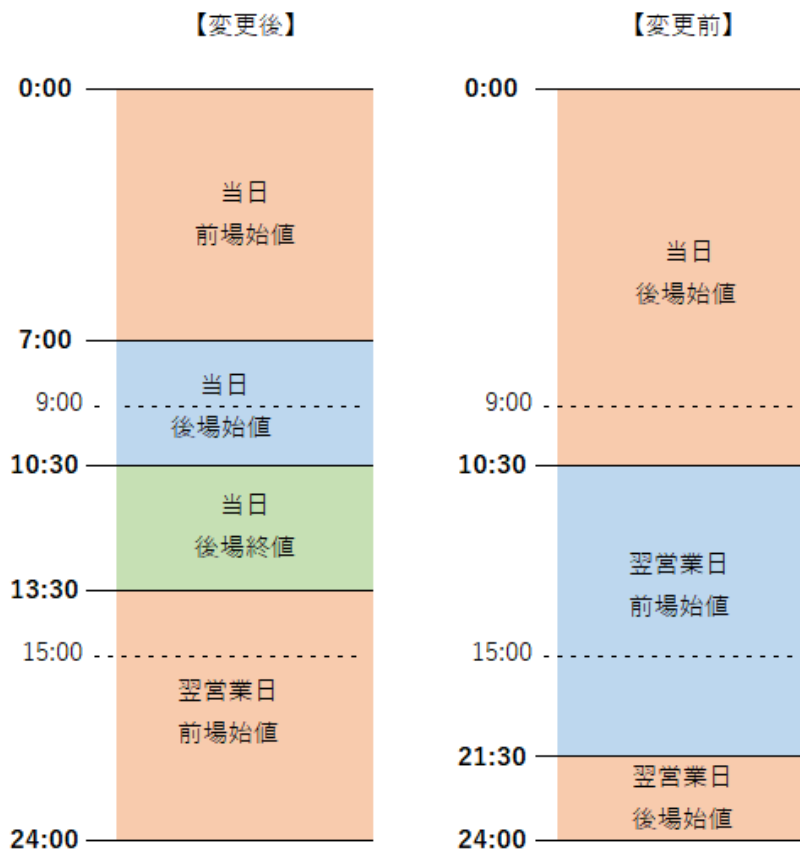 【変更後】
0:00
当日
前場始値
7:00
当日
9:00
後場始値
10:30
当日
後場終値
13:30
15:00
翌営業日
前場始値
24:00
【変更前】
0:00
当日
後場始値
9:00
10:30
翌営業日
前場始値
15:00
21:30
翌営業日
後場始値
24:00